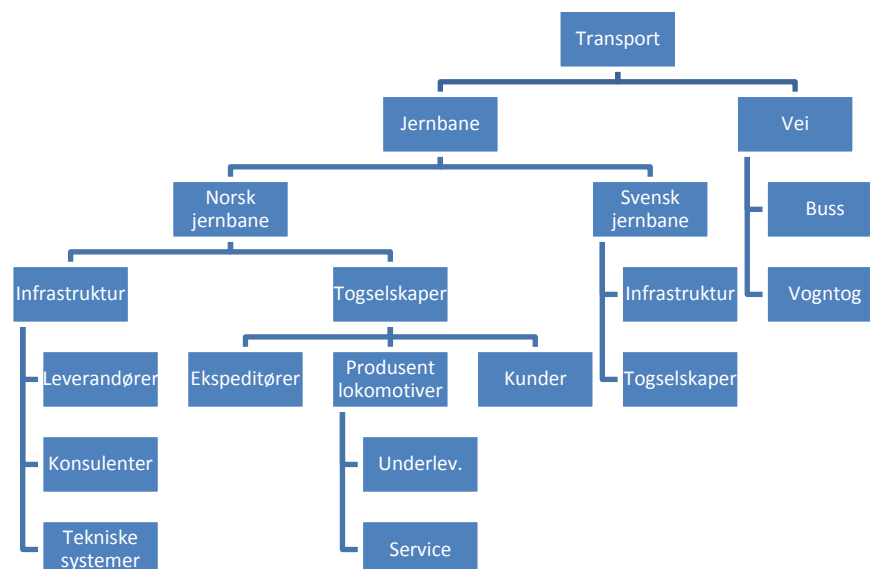 Transport
Jernbane
Vei
Norsk
jernbane
Svensk
jernbane
Buss
Infrastruktur
Togselskaper
Infrastruktur
Vogntog
Leverandører
Ekspeditører
Produsent
lokomotiver
Kunder
Togselskaper
Konsulenter
Underlev.
Tekniske
systemer
Service